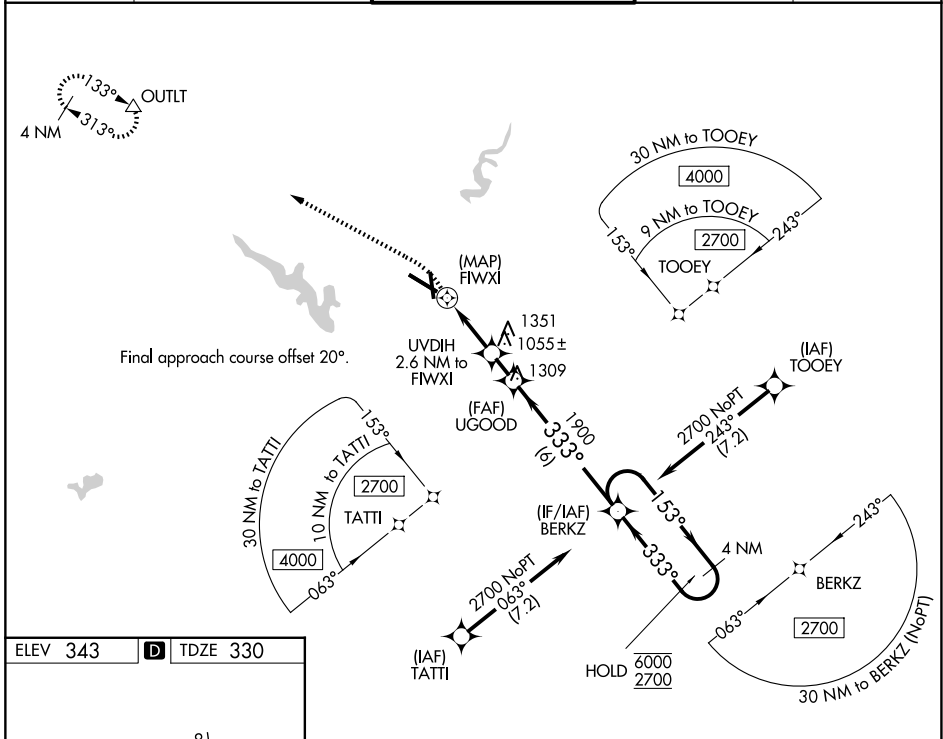 133°
OUTLT
313°
4 NM
30 NM to TOOEY
4000
9 NM to TOOEY
2700
153°
243°
TOOEY
(MAP)
FIWXI
1351
1055±
UVDIH
2.6 NM to
FIWXI
1309
Final approach course offset 20°.
(FAF)
UGOOD
(IAF)
TOOEY
1900
333°
(6)
2700 NoPT
243°
(7.2)
153°
30 NM to TATTI
10 NM to TATTI
2700
TATTI
4000
063°
(IF/IAF)
BERKZ
153°
333°
4 NM
243°
BERKZ
063°
2700
30 NM to BERKZ (NoPT)
2700 NoPT
063°
(7.2)
(IAF)
TATTI
HOLD
6000
2700
ELEV 343
D
TDZE 330